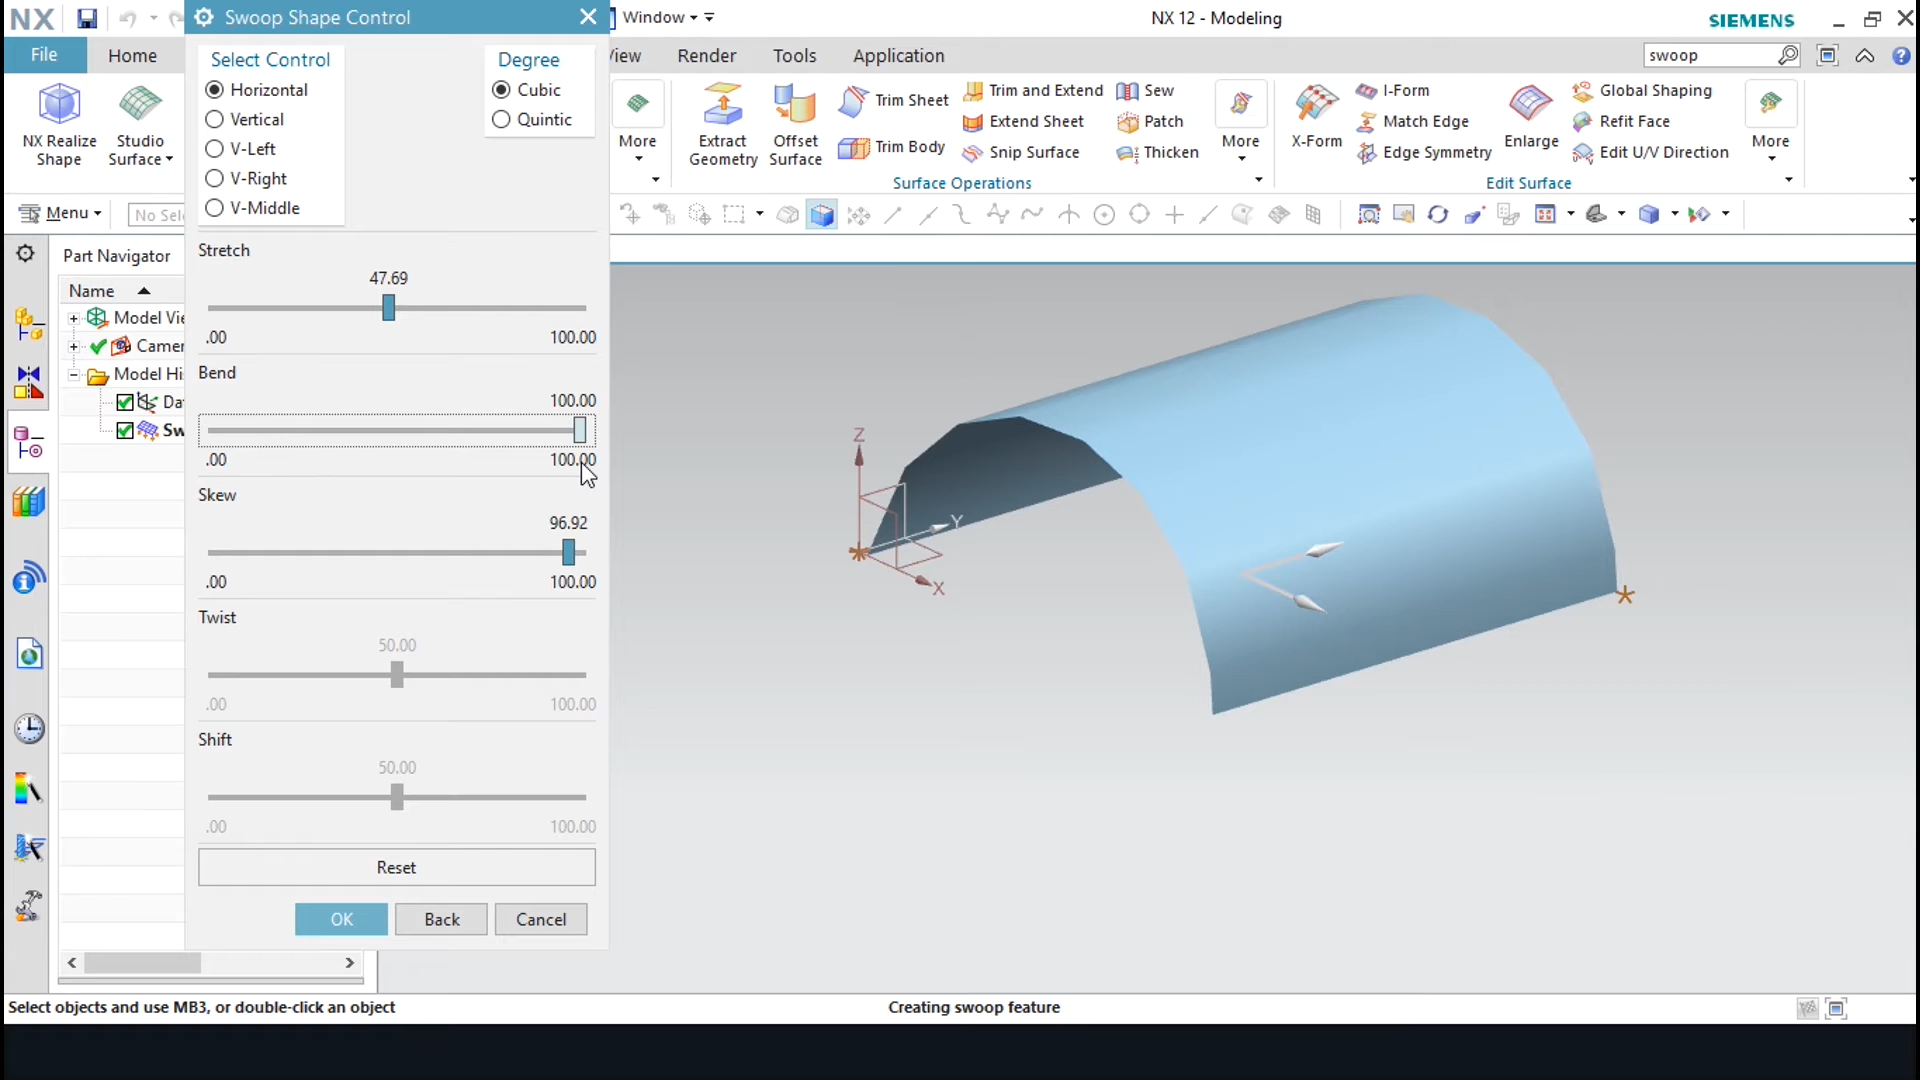 NX
Swoop Shape Control
Window
NX 12 - Modeling
SIEMENS
File
Home
View
Render
Tools
Application
swoop
NX Realize
Shape
Studio
Surface
More
Extract
Geometry
Offset
Surface
Trim Sheet
Trim Body
Trim and Extend
Extend Sheet
Snip Surface
Sew
Patch
Thicken
More
Surface Operations
X-Form
I-Form
Match Edge
Edge Symmetry
Enlarge
Global Shaping
Refit Face
Edit U/V Direction
More
Edit Surface
Menu
No Sel
Part Navigator
Name
Model Vie
Camer
Model His
Da
Sw
Select Control
Horizontal
Vertical
V-Left
V-Right
V-Middle
Degree
Cubic
Quintic
Stretch
47.69
.00
100.00
Bend
100.00
.00
100.00
Skew
96.92
.00
100.00
Twist
50.00
.00
100.00
Shift
50.00
.00
100.00
Reset
OK
Back
Cancel
Z
Y
X
Select objects and use MB3, or double-click an object
Creating swoop feature